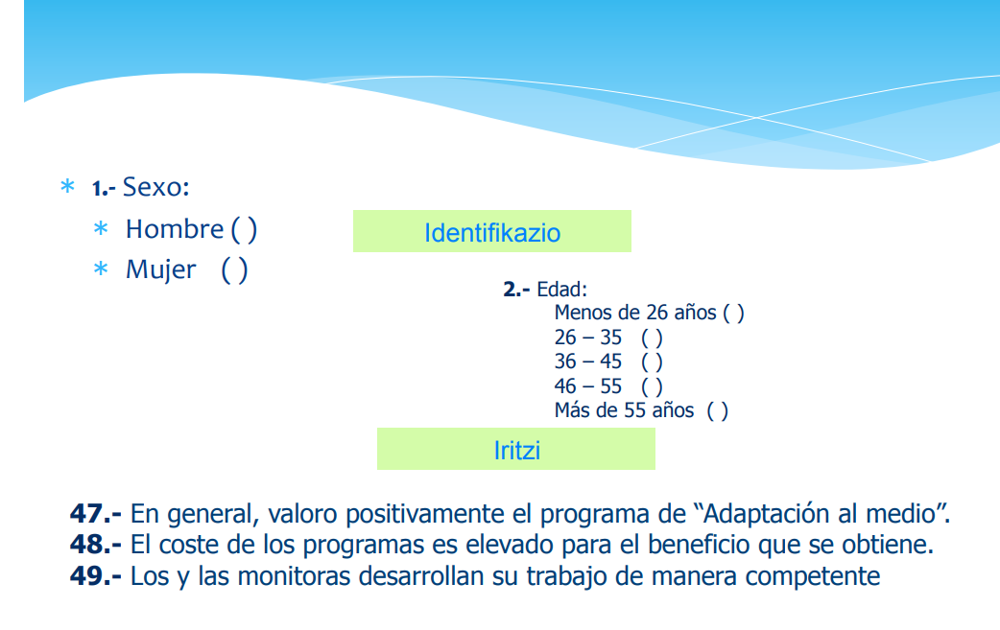 * 1.- Sexo:
* Hombre ( )
* Mujer ( )
Identifikazio
2.- Edad:
Menos de 26 años ( )
26 – 35 ( )
36 – 45 ( )
46 – 55 ( )
Más de 55 años ( )
Iritzi
47.- En general, valoro positivamente el programa de “Adaptación al medio”.
48.- El coste de los programas es elevado para el beneficio que se obtiene.
49.- Los y las monitoras desarrollan su trabajo de manera competente